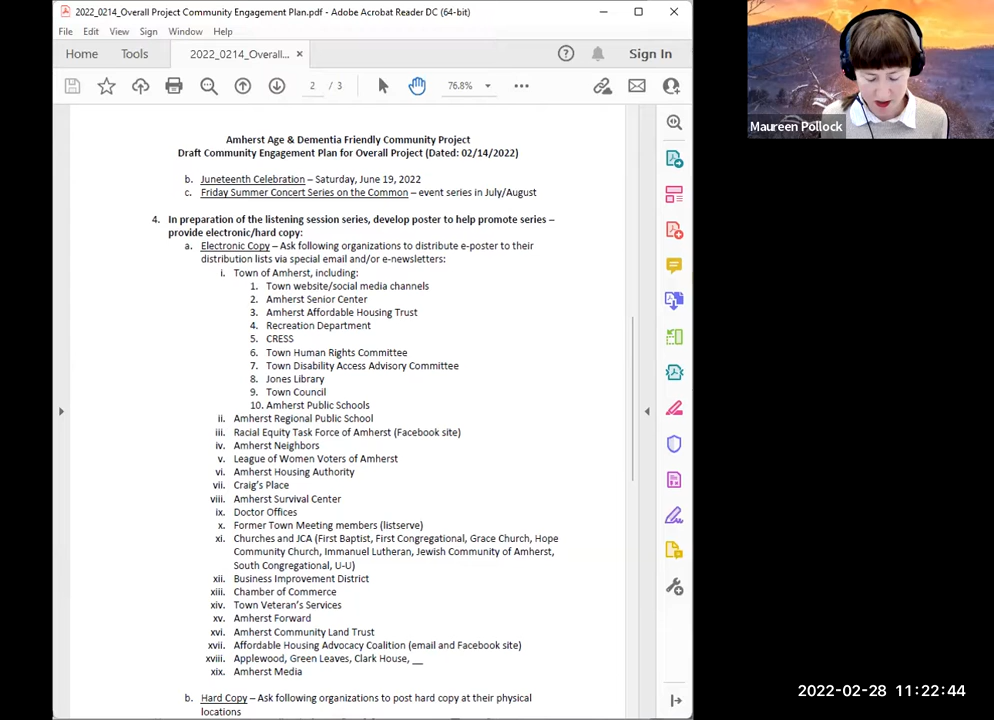 2022_0214_Overall Project Community Engagement Plan.pdf - Adobe Acrobat Reader DC (64-bit)
File Edit View Sign Window Help
Home Tools 2022_0214_Overall... × Sign In
2 / 3 76.8%
Amherst Age & Dementia Friendly Community Project
Draft Community Engagement Plan for Overall Project (Dated: 02/14/2022)
b. Juneteenth Celebration – Saturday, June 19, 2022
c. Friday Summer Concert Series on the Common – event series in July/August
4. In preparation of the listening session series, develop poster to help promote series –
provide electronic/hard copy:
a. Electronic Copy – Ask following organizations to distribute e-poster to their
distribution lists via special email and/or e-newsletters:
i. Town of Amherst, including:
1. Town website/social media channels
2. Amherst Senior Center
3. Amherst Affordable Housing Trust
4. Recreation Department
5. CRESS
6. Town Human Rights Committee
7. Town Disability Access Advisory Committee
8. Jones Library
9. Town Council
10. Amherst Public Schools
ii. Amherst Regional Public School
iii. Racial Equity Task Force of Amherst (Facebook site)
iv. Amherst Neighbors
v. League of Women Voters of Amherst
vi. Amherst Housing Authority
vii. Craig's Place
viii. Amherst Survival Center
ix. Doctor Offices
x. Former Town Meeting members (listserve)
xi. Churches and JCA (First Baptist, First Congregational, Grace Church, Hope
Community Church, Immanuel Lutheran, Jewish Community of Amherst,
South Congregational, U-U)
xii. Business Improvement District
xiii. Chamber of Commerce
xiv. Town Veteran's Services
xv. Amherst Forward
xvi. Amherst Community Land Trust
xvii. Affordable Housing Advocacy Coalition (email and Facebook site)
xviii. Applewood, Green Leaves, Clark House, __
xix. Amherst Media
b. Hard Copy – Ask following organizations to post hard copy at their physical
locations
Maureen Pollock
2022-02-28 11:22:44